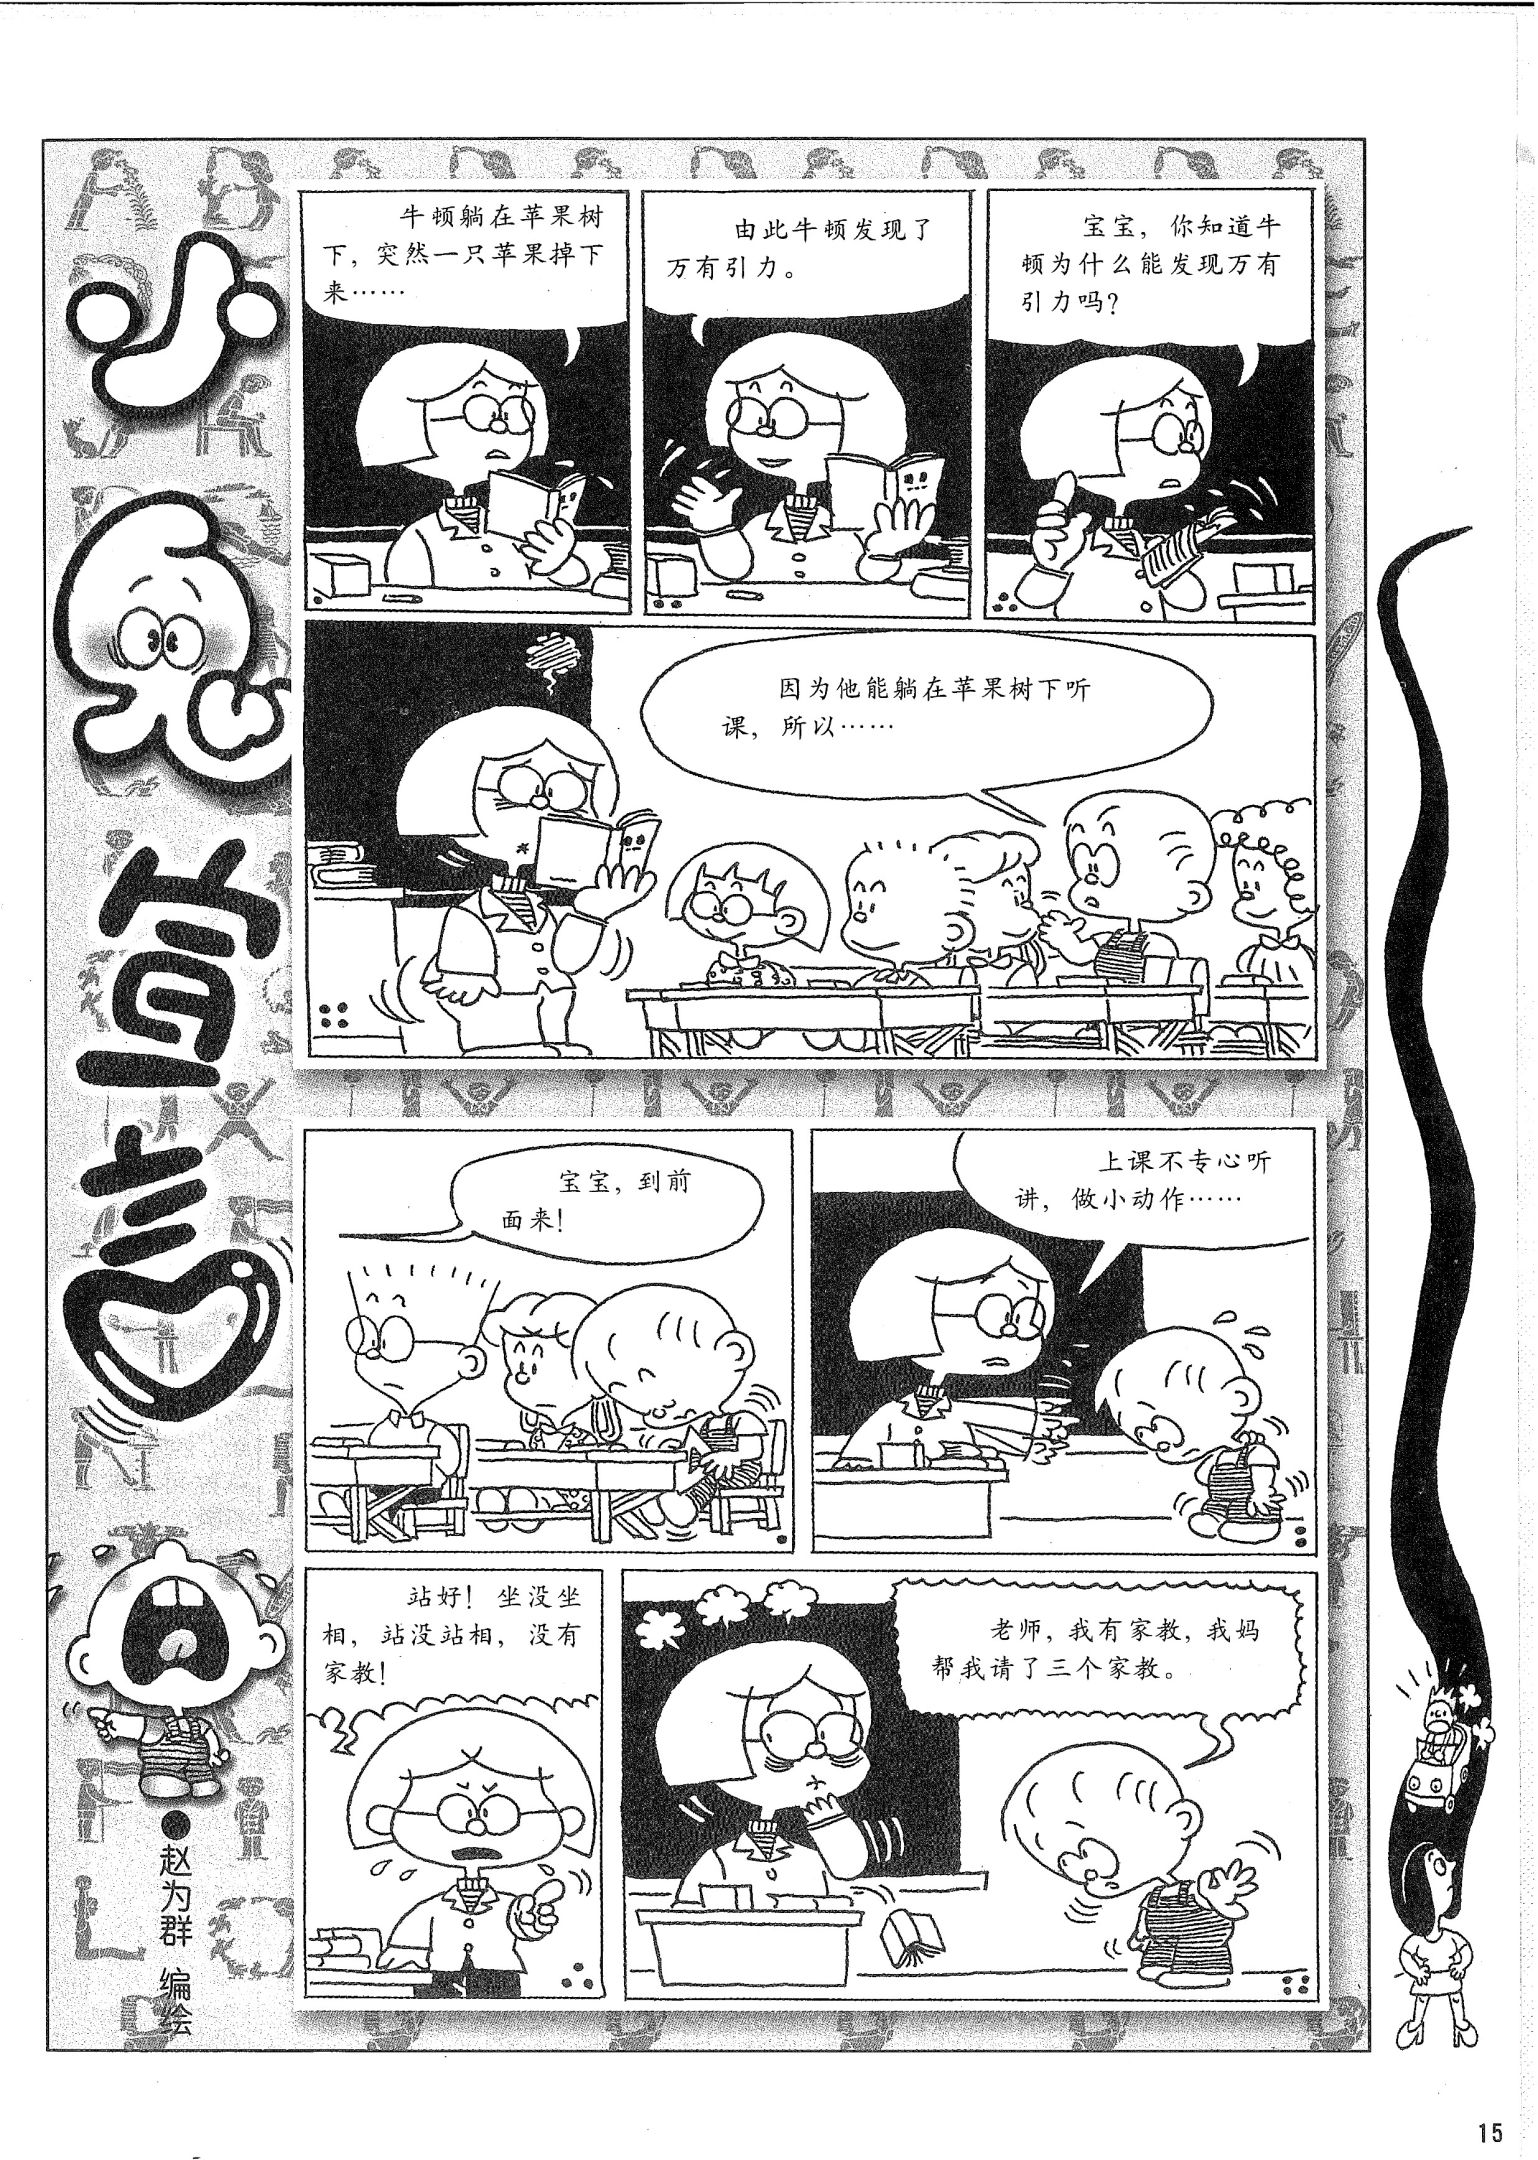 小鬼宣言
●赵为群 编绘
牛顿躺在苹果树
下，突然一只苹果掉下
来……
由此牛顿发现了
万有引力。
宝宝，你知道牛
顿为什么能发现万有
引力吗？
因为他能躺在苹果树下听
课，所以……
宝宝，到前
面来！
上课不专心听
讲，做小动作……
站好！坐没坐
相，站没站相，没有
家教！
老师，我有家教，我妈
帮我请了三个家教。
15